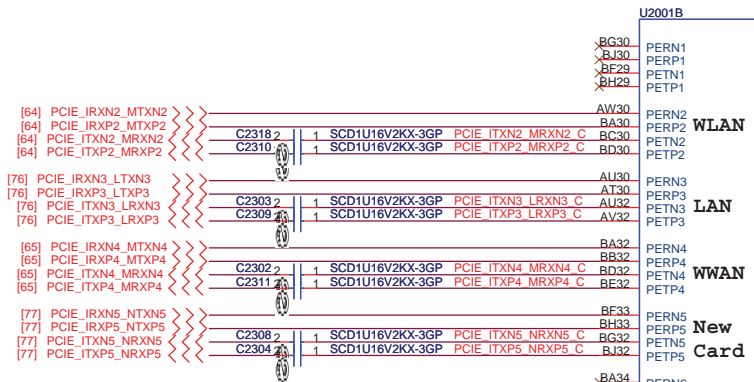 U2001B
BG30 PERN1
BJ30 PERP1
BF29 PETN1
BH29 PETP1
[64] PCIE_IRXN2_MTXN2 AW30 PERN2
[64] PCIE_IRXP2_MTXP2 BA30 PERP2 WLAN
[64] PCIE_ITXN2_MRXN2 C2318 2 1 SCD1U16V2KX-3GP PCIE_ITXN2_MRXN2_C BC30 PETN2
[64] PCIE_ITXP2_MRXP2 C2310 1 SCD1U16V2KX-3GP PCIE_ITXP2_MRXP2_C BD30 PETP2
[76] PCIE_IRXN3_LTXN3 AU30 PERN3
[76] PCIE_IRXP3_LTXP3 AT30 PERP3
[76] PCIE_ITXN3_LRXN3 C2303 2 1 SCD1U16V2KX-3GP PCIE_ITXN3_LRXN3_C AU32 PETN3 LAN
[76] PCIE_ITXP3_LRXP3 C2309 1 SCD1U16V2KX-3GP PCIE_ITXP3_LRXP3_C AV32 PETP3
[65] PCIE_IRXN4_MTXN4 BA32 PERN4
[65] PCIE_IRXP4_MTXP4 BB32 PERP4
[65] PCIE_ITXN4_MRXN4 C2302 2 1 SCD1U16V2KX-3GP PCIE_ITXN4_MRXN4_C BD32 PETN4 WWAN
[65] PCIE_ITXP4_MRXP4 C2311 1 SCD1U16V2KX-3GP PCIE_ITXP4_MRXP4_C BE32 PETP4
[77] PCIE_IRXN5_NTXN5 BF33 PERN5
[77] PCIE_IRXP5_NTXP5 BH33 PERP5 New
[77] PCIE_ITXN5_NRXN5 C2308 2 1 SCD1U16V2KX-3GP PCIE_ITXN5_NRXN5_C BG32 PETN5 Card
[77] PCIE_ITXP5_NRXP5 C2304 1 SCD1U16V2KX-3GP PCIE_ITXP5_NRXP5_C BJ32 PETP5
BA34